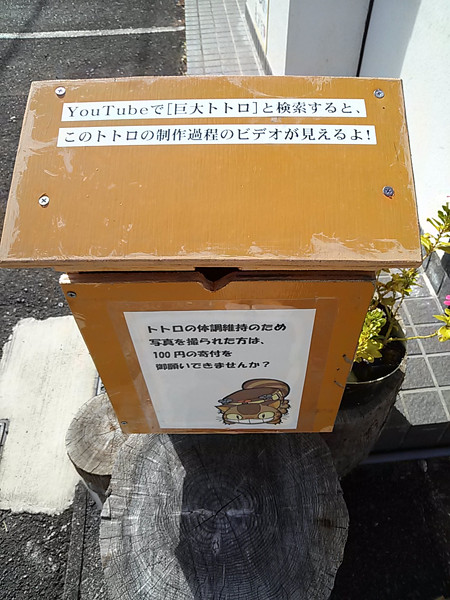 YouTubeで[巨大トトロ]と検索すると、
このトトロの制作過程のビデオが見えるよ!
トトロの体調維持のため
写真を撮られた方は、
100円の寄付を
御願いできませんか？